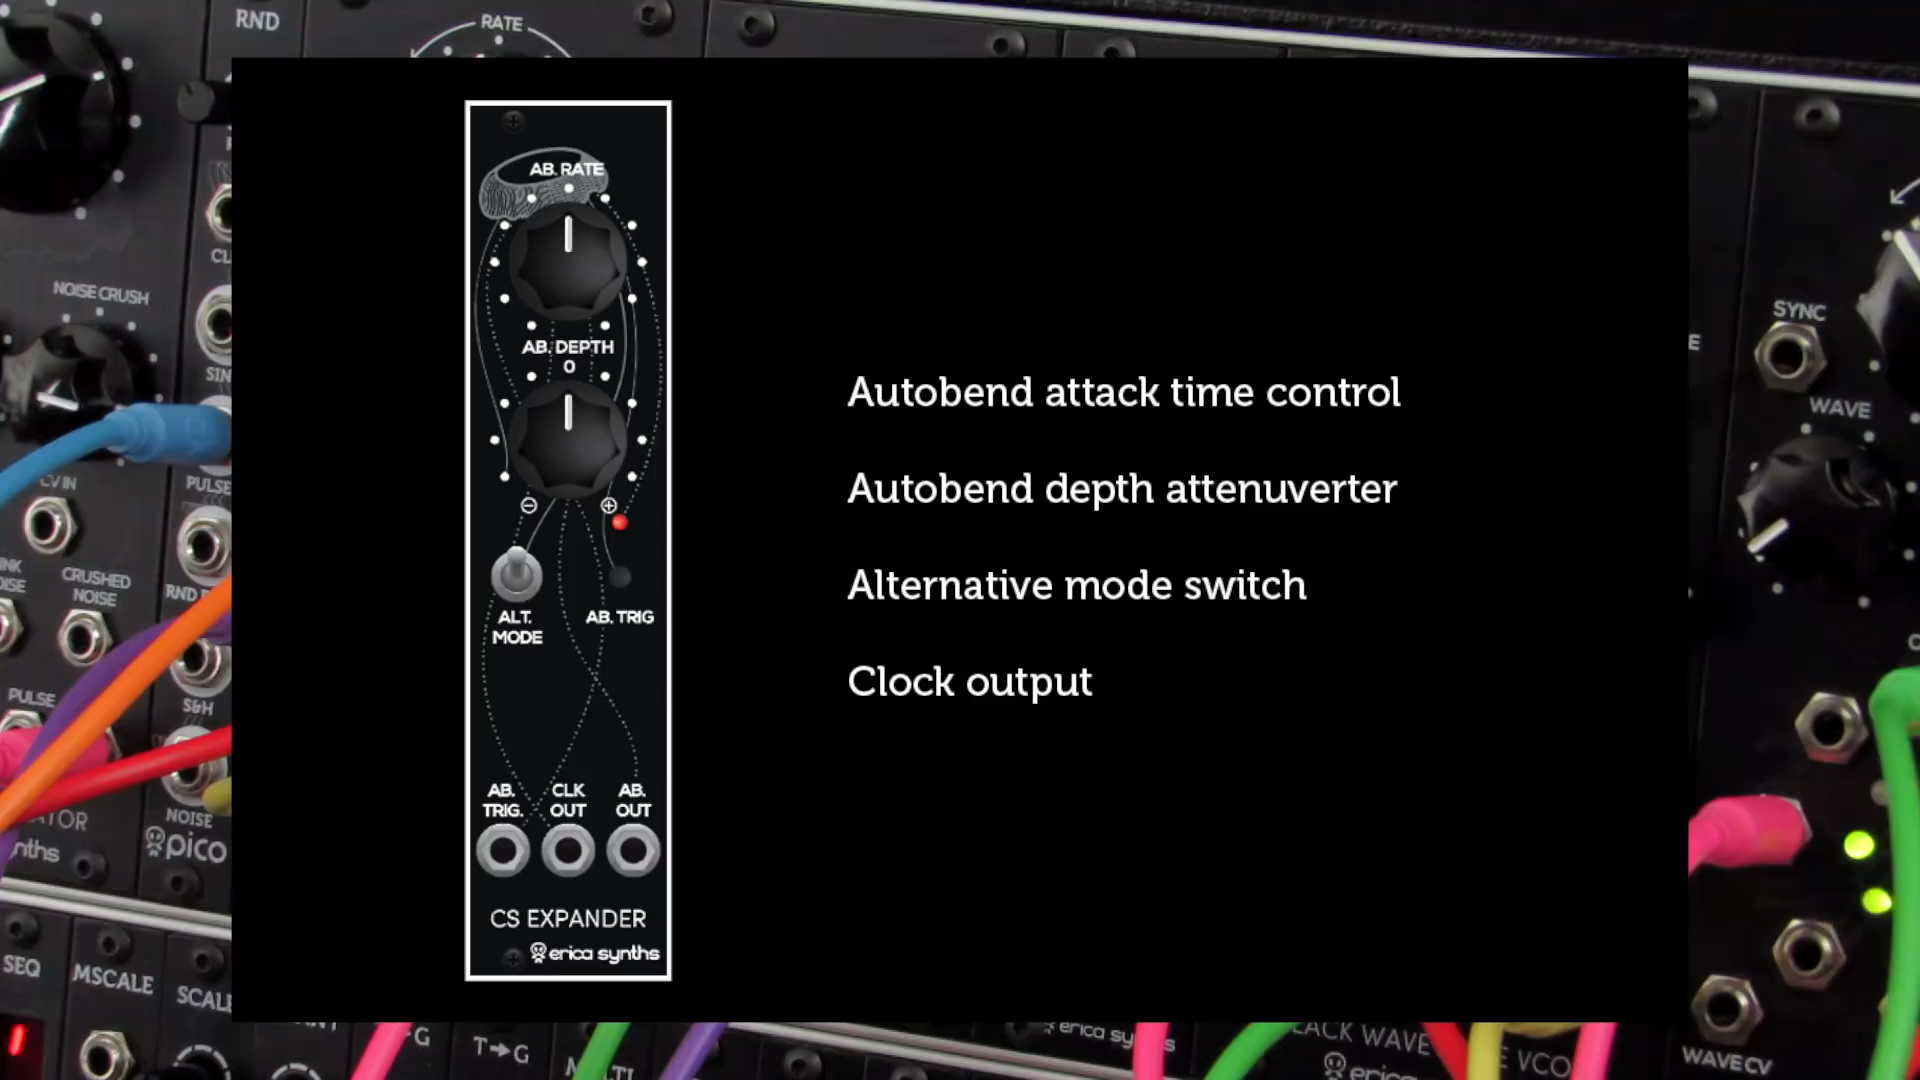 RND
RATE
NOISE CRUSH
CV IN
CRUSHED
NOISE
PULSE
PULSE
S&H
NOISE
pico
SEQ
MSCALE
AB. RATE
AB. DEPTH
0
ALT.
MODE
AB. TRIG
AB.
TRIG.
CLK
OUT
AB.
OUT
CS EXPANDER
erica synths
Autobend attack time control
Autobend depth attenuverter
Alternative mode switch
Clock output
SYNC
WAVE
T→G
erica synths
VCO
WAVE CV